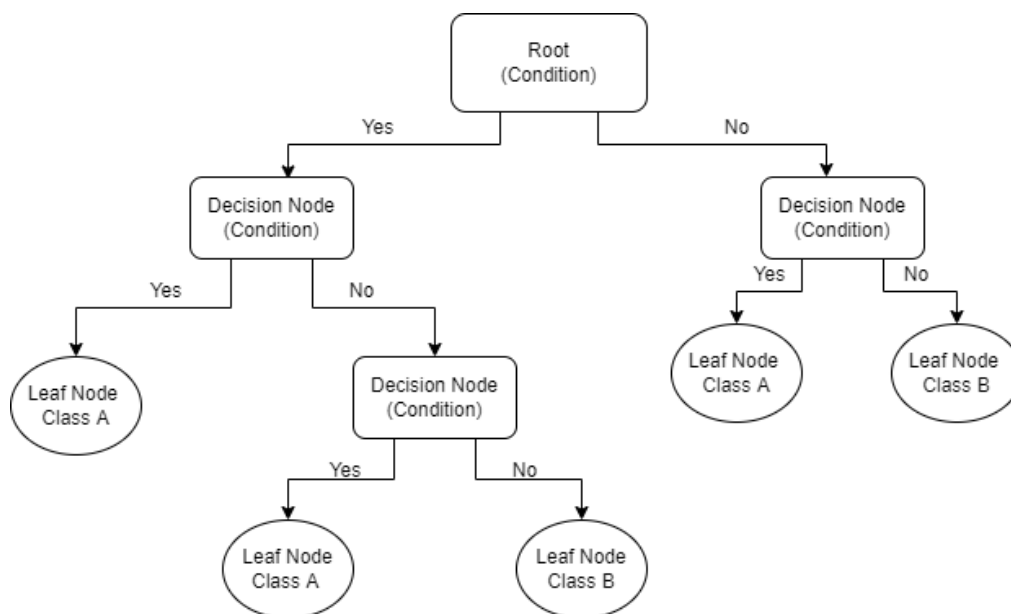 Root
(Condition)
Yes
No
Decision Node
(Condition)
Decision Node
(Condition)
Yes
No
Yes
No
Leaf Node
Class A
Decision Node
(Condition)
Leaf Node
Class A
Leaf Node
Class B
Yes
No
Leaf Node
Class A
Leaf Node
Class B